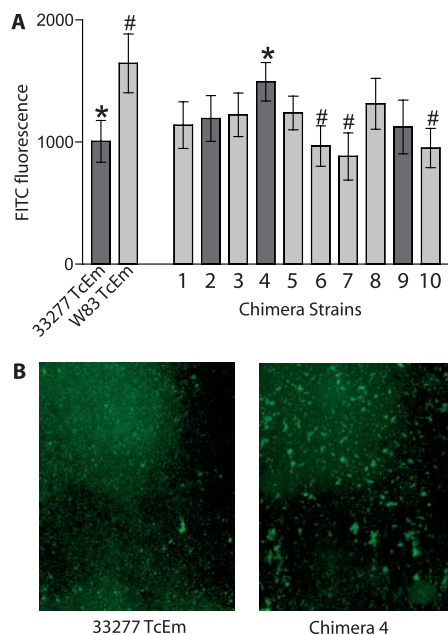 A
2000
1000
0
FITC fluorescence
* # * # # #
33277 TcEm
W83 TcEm
1 2 3 4 5 6 7 8 9 10
Chimera Strains
B
33277 TcEm Chimera 4